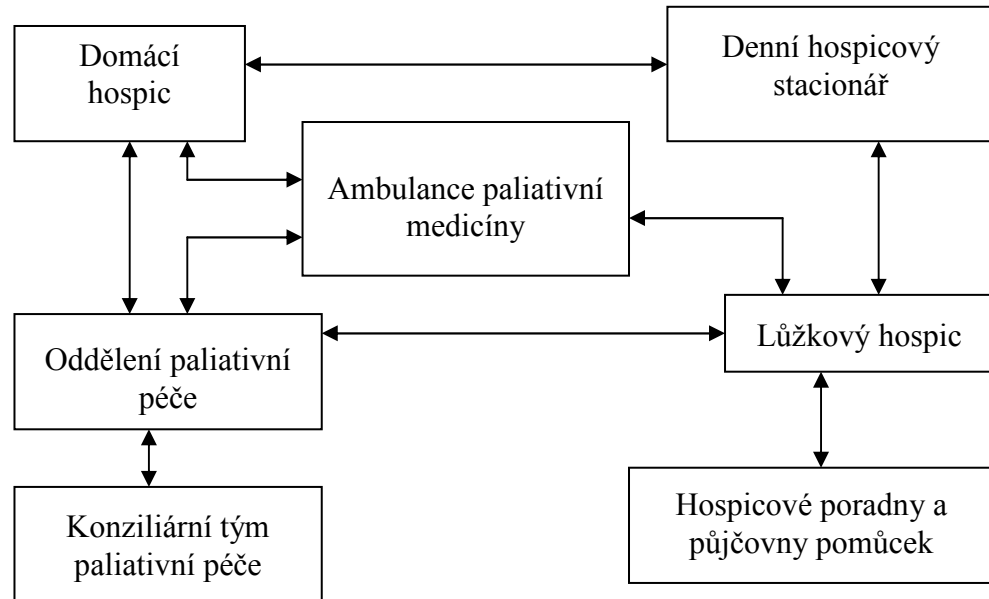 Domácí
hospic
Denní hospicový
stacionář
Ambulance paliativní
medicíny
Oddělení paliativní
péče
Lůžkový hospic
Konziliární tým
paliativní péče
Hospicové poradny a
půjčovny pomůcek